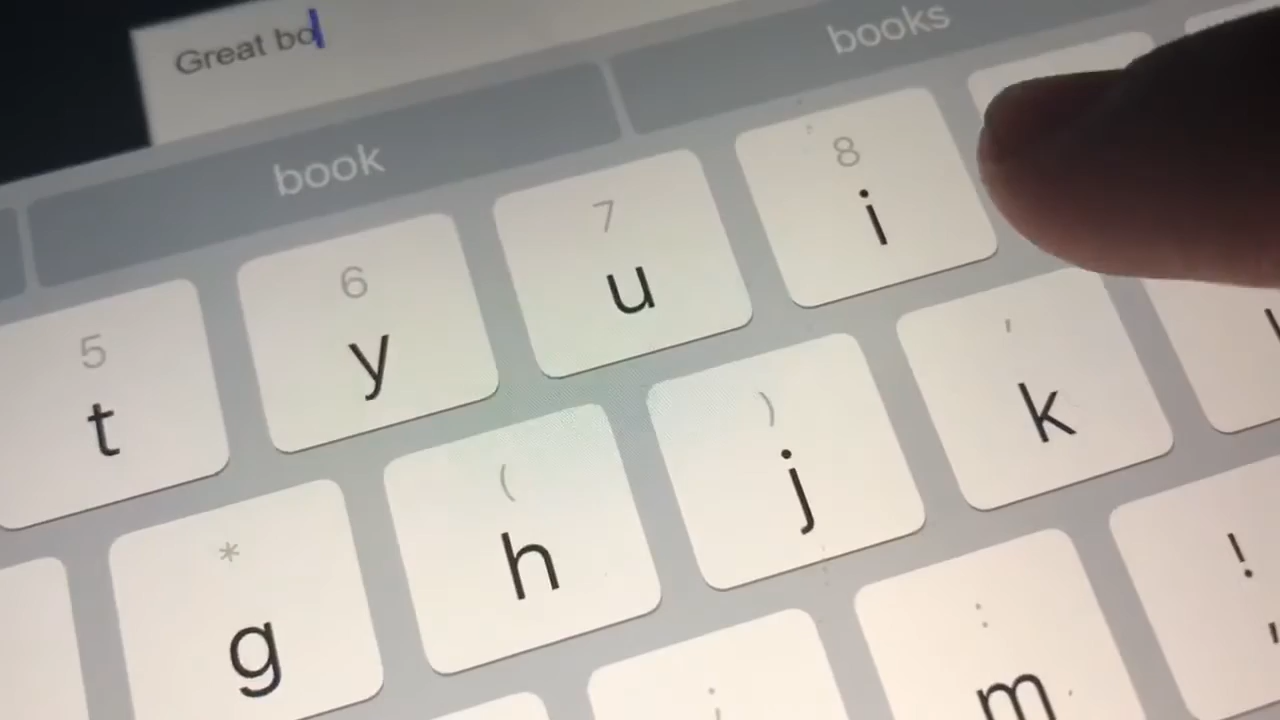 Great bo
book books
5 6 7 8
t y u i
* ( ) '
g h j k
: !
m ,